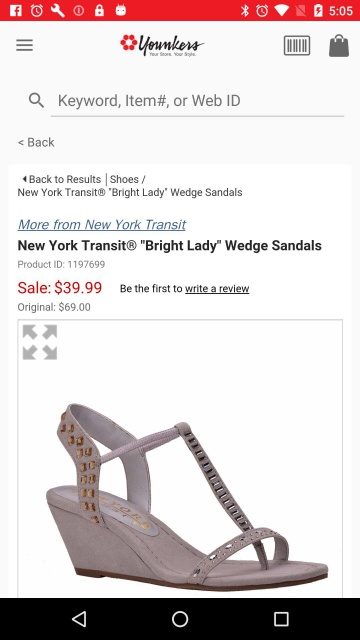 5:05
Younkers
Your Store. Your Style.
Keyword, Item#, or Web ID
< Back
Back to Results | Shoes /
New York Transit® "Bright Lady" Wedge Sandals
More from New York Transit
New York Transit® "Bright Lady" Wedge Sandals
Product ID: 1197699
Sale: $39.99 Be the first to write a review
Original: $69.00